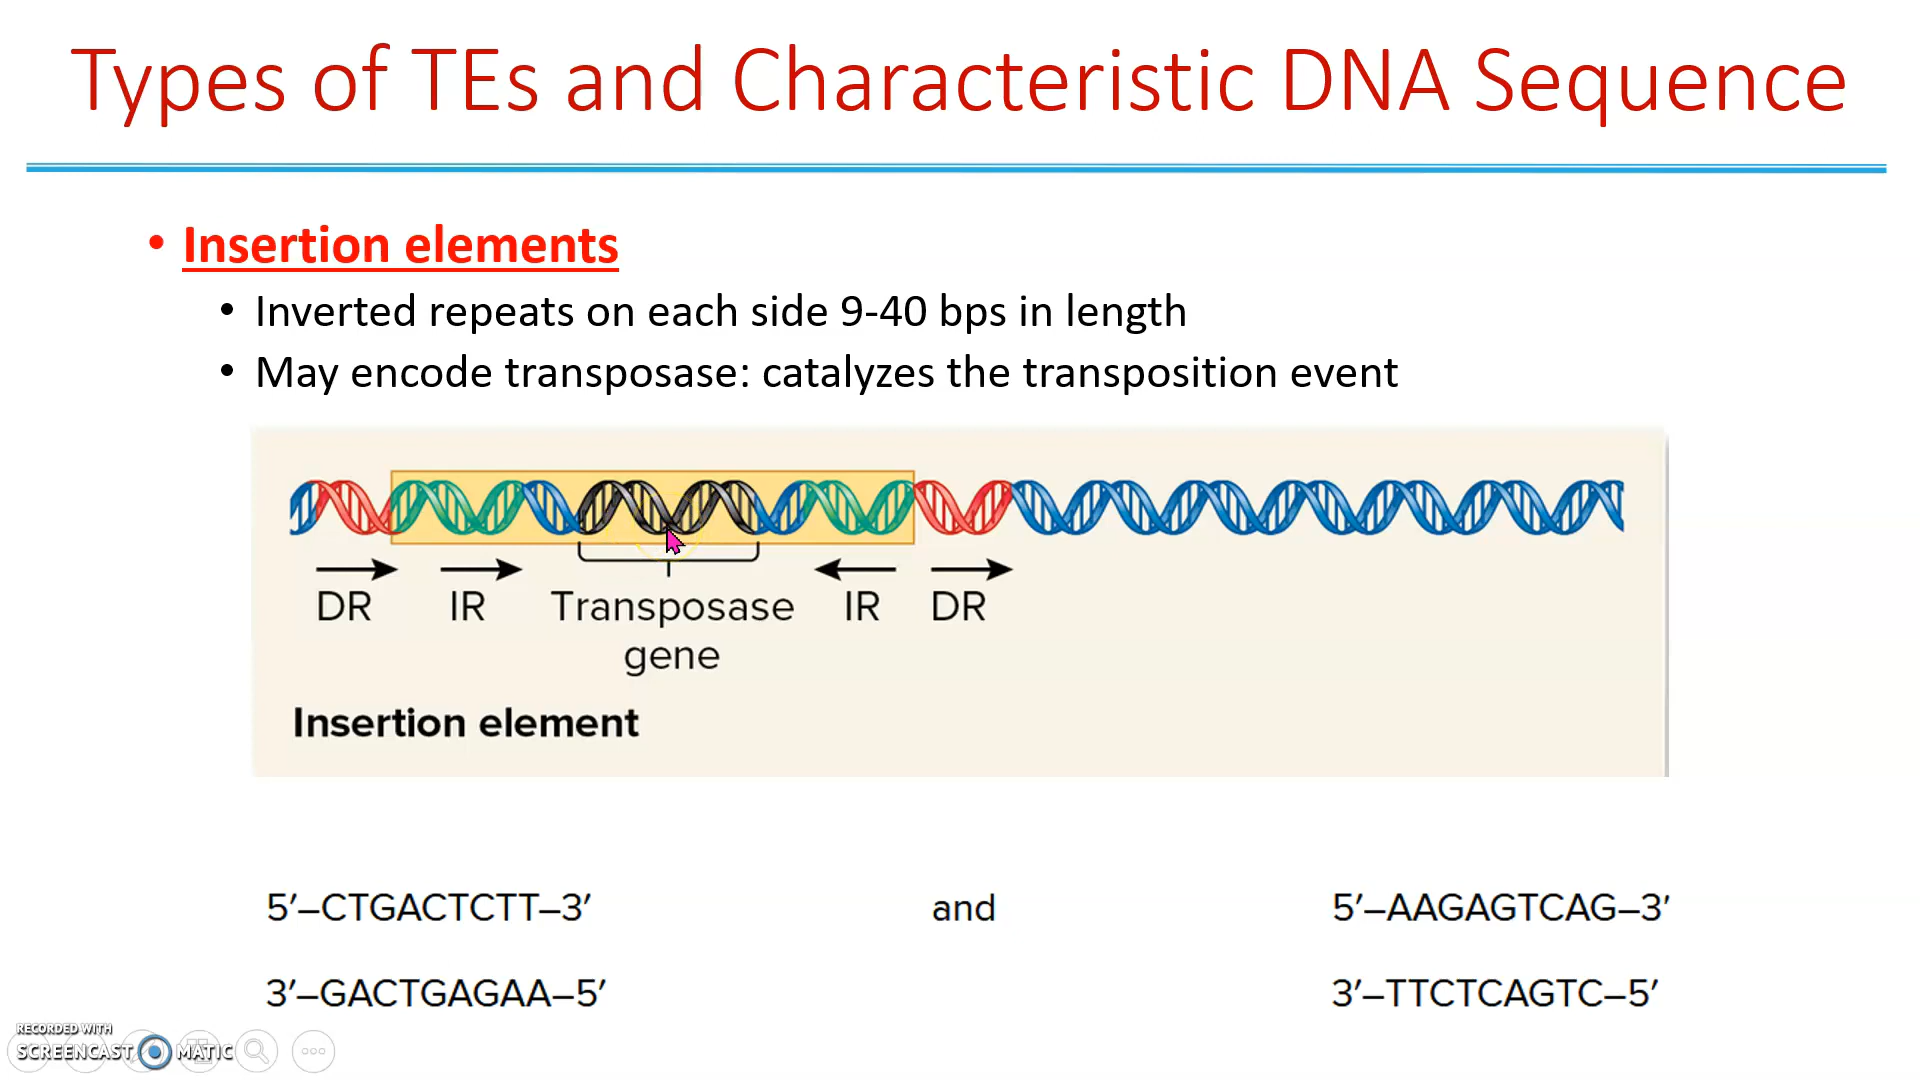 Types of TEs and Characteristic DNA Sequence
• Insertion elements
• Inverted repeats on each side 9-40 bps in length
• May encode transposase: catalyzes the transposition event
DR IR Transposase gene IR DR
Insertion element
5′–CTGACTCTT–3′ and 5′–AAGAGTCAG–3′
3′–GACTGAGAA–5′ 3′–TTCTCAGTC–5′
RECORDED WITH
SCREENCAST MATIC